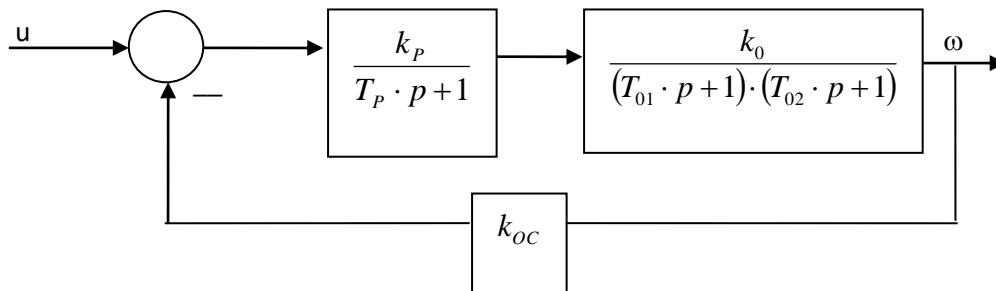 u
k_P
T_P · p + 1
k_0
(T_01 · p + 1) · (T_02 · p + 1)
ω
—
k_OC